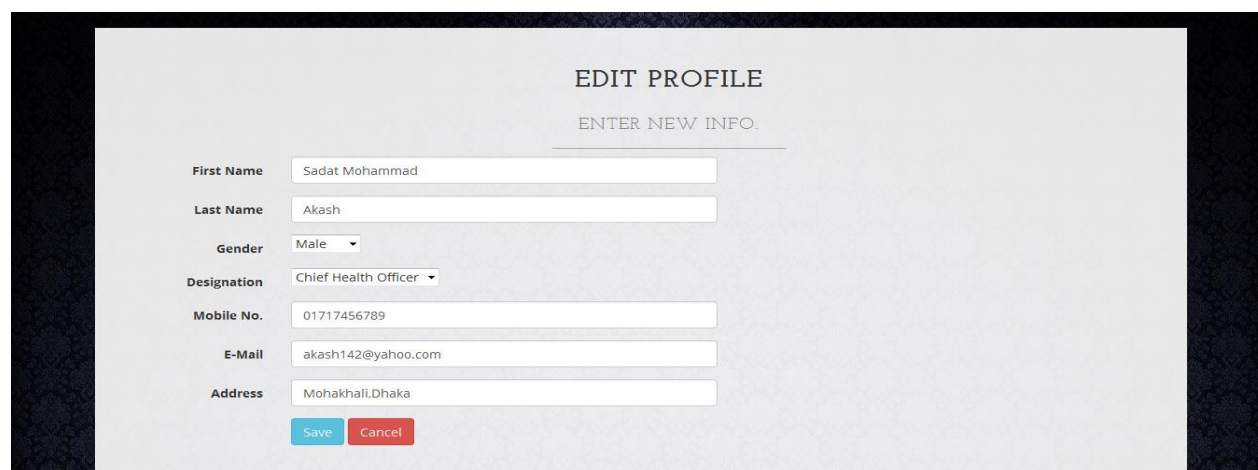 EDIT PROFILE
ENTER NEW INFO.
First Name Sadat Mohammad
Last Name Akash
Gender Male
Designation Chief Health Officer
Mobile No. 01717456789
E-Mail akash142@yahoo.com
Address Mohakhali,Dhaka
Save Cancel